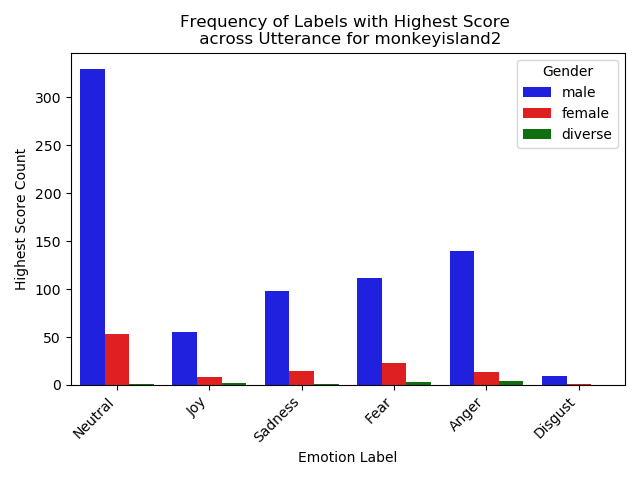 Frequency of Labels with Highest Score
across Utterance for monkeyisland2
Gender
male
female
diverse
Highest Score Count
300
250
200
150
100
50
0
Neutral
Joy
Sadness
Fear
Anger
Disgust
Emotion Label